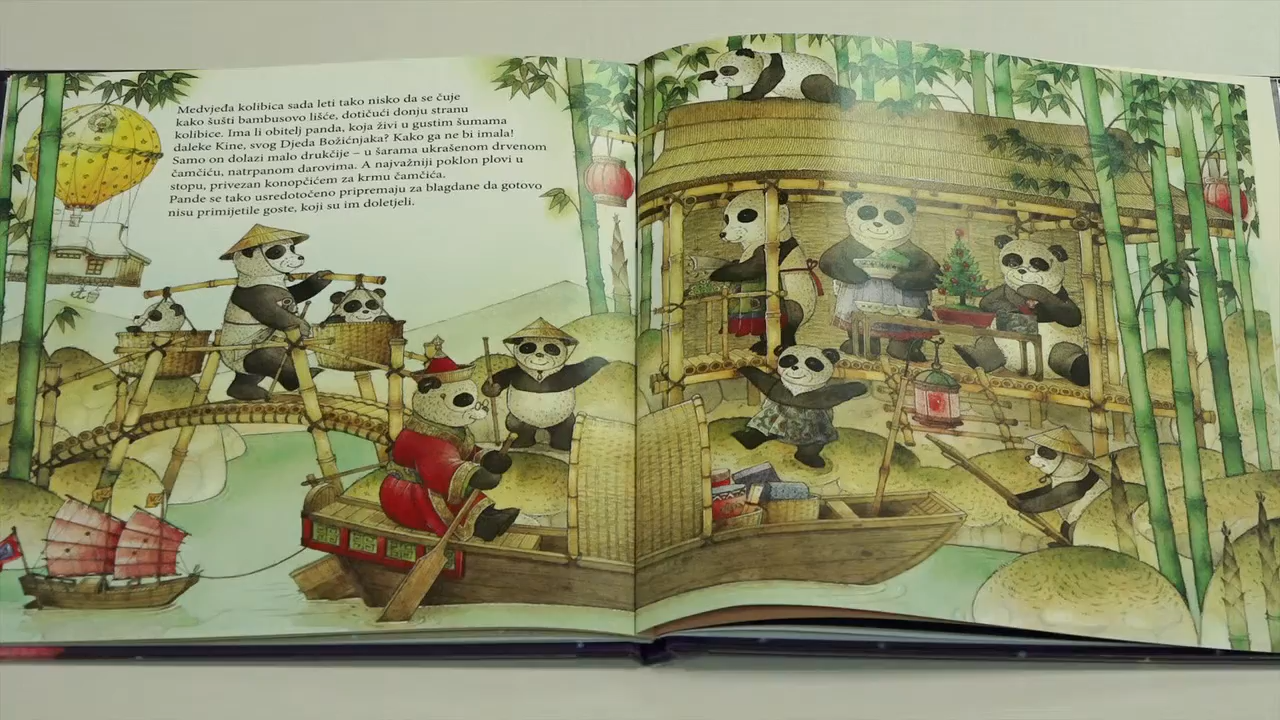 Medvjeđa kolibica sada leti tako nisko da se čuje
kako šušti bambusovo lišće, dotičući donju stranu
kolibice. Ima li obitelj panda, koja živi u gustim šumama
daleke Kine, svog Djeda Božićnjaka? Kako ga ne bi imala!
Samo on dolazi malo drukčije – u šarama ukrašenom drvenom
čamčiću, natrpanom darovima. A najvažniji poklon plovi u
stopu, privezan konopčićem za krmu čamčića.
Pande se tako usredotočeno pripremaju za blagdane da gotovo
nisu primijetile goste, koji su im doletjeli.